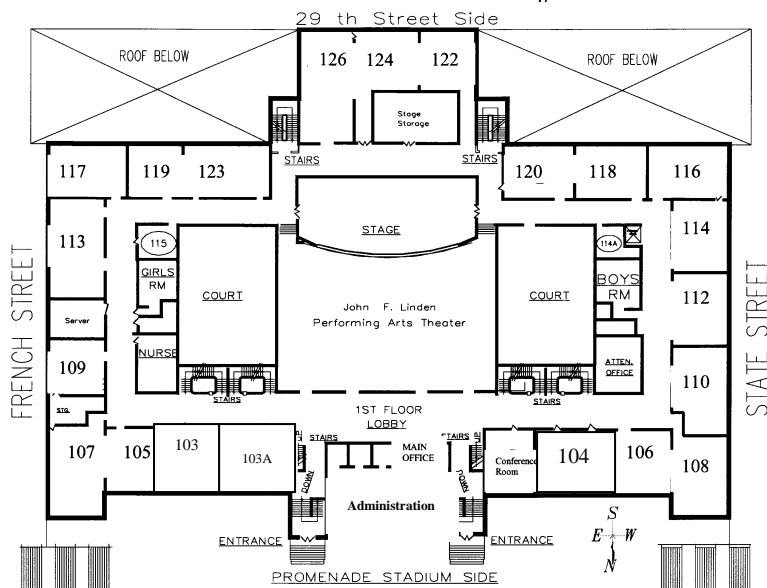 29 th Street Side
ROOF BELOW
ROOF BELOW
126
124
122
Stage
Storage
STAIRS
STAIRS
117
119
123
120
118
116
113
115
STAGE
114A
114
GIRLS
RM
COURT
COURT
BOYS
RM
John F. Linden
Performing Arts Theater
112
Server
NURSE
109
ATTEN.
OFFICE
110
STG.
STAIRS
STAIRS
1ST FLOOR
LOBBY
107
105
103
103A
UP
STAIRS
MAIN
OFFICE
STAIRS
UP
Conference
Room
104
106
108
DOWN
DOWN
Administration
ENTRANCE
ENTRANCE
S
E W
N
PROMENADE STADIUM SIDE
FRENCH STREET
STATE STREET